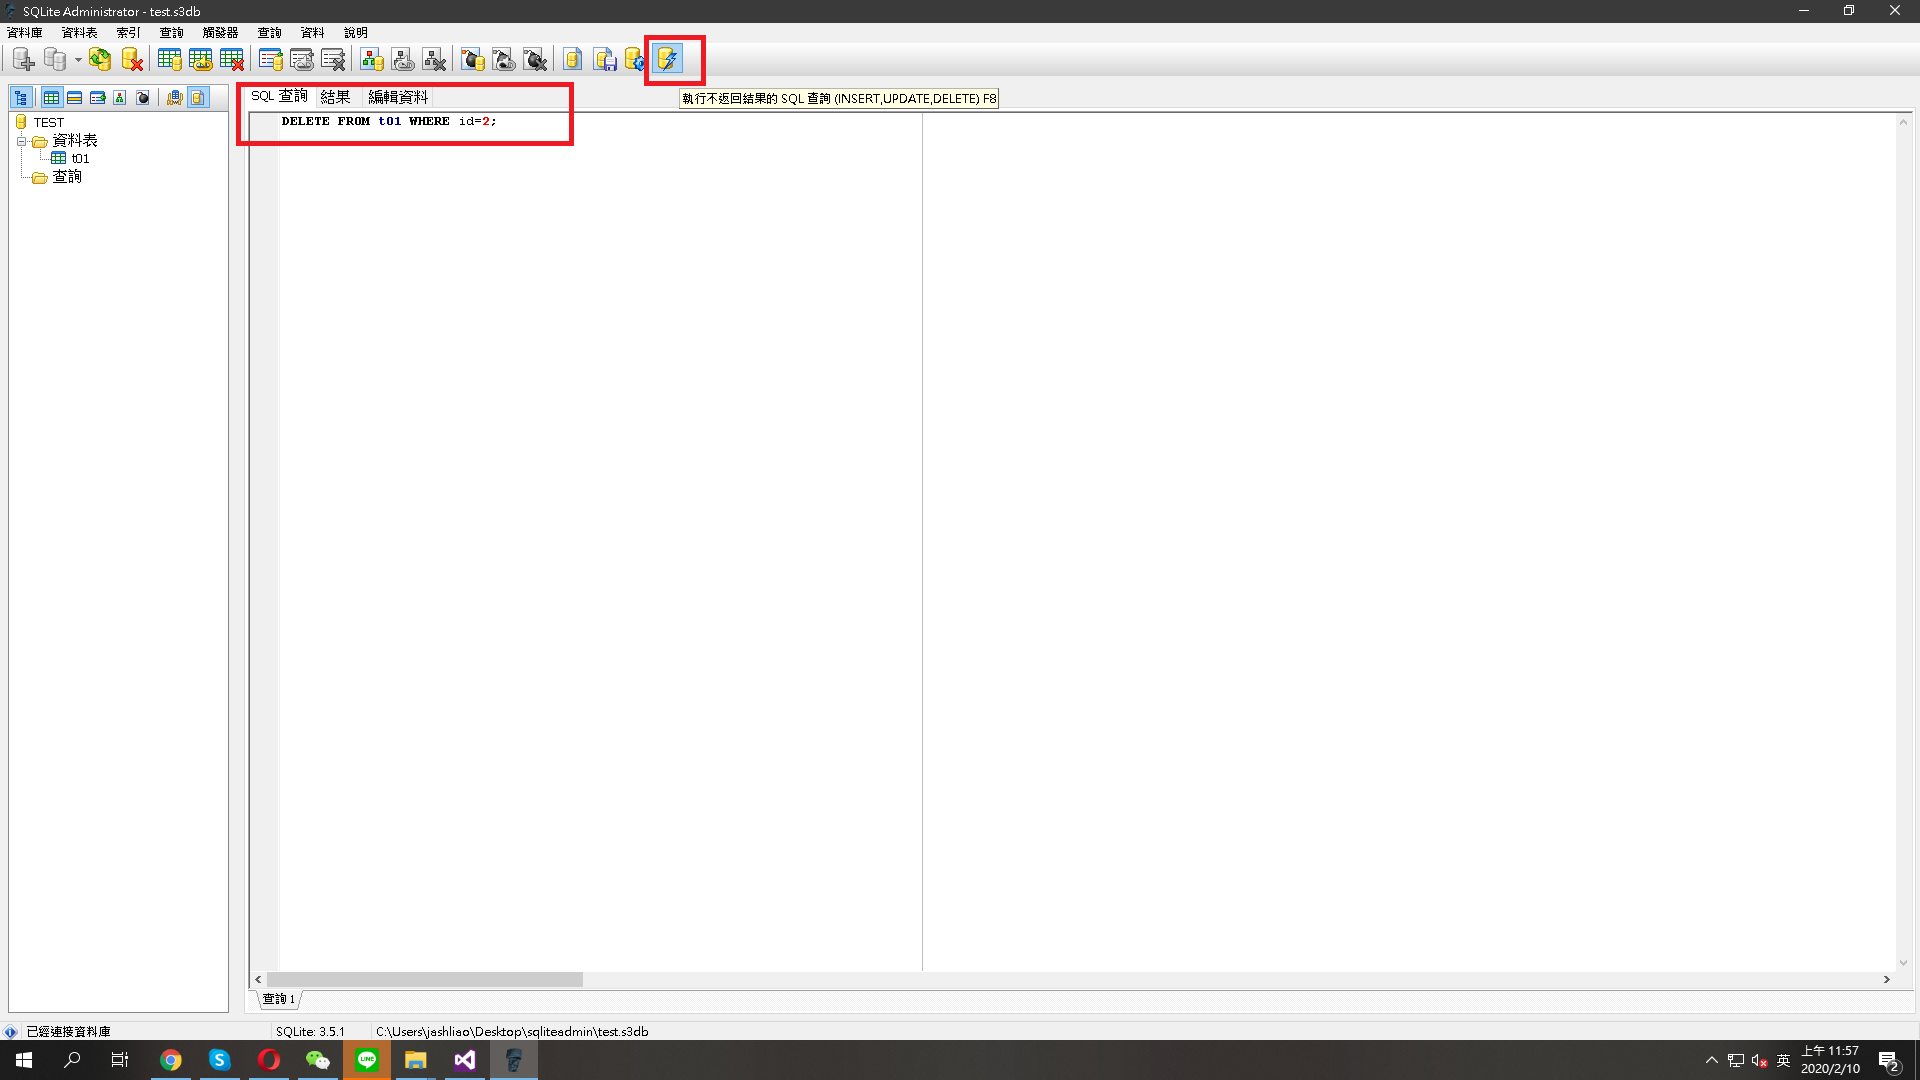 SQLite Administrator - test.s3db
資料庫 資料表 索引 查詢 觸發器 查詢 資料 說明
SQL 查詢 結果 編輯資料
執行不返回結果的 SQL 查詢 (INSERT,UPDATE,DELETE) F8
DELETE FROM t01 WHERE id=2;
TEST
資料表
t01
查詢
查詢 1
已經連接資料庫 SQLite: 3.5.1 C:\Users\jashliao\Desktop\sqliteadmin\test.s3db
LINE
英
上午 11:57
2020/2/10
2